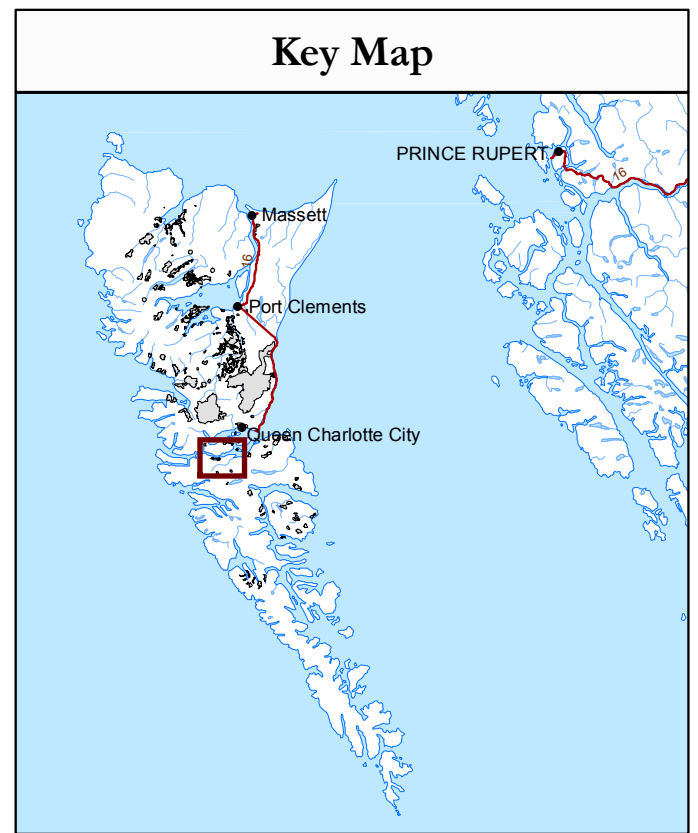 Key Map
PRINCE RUPERT
16
Massett
16
Port Clements
Queen Charlotte City